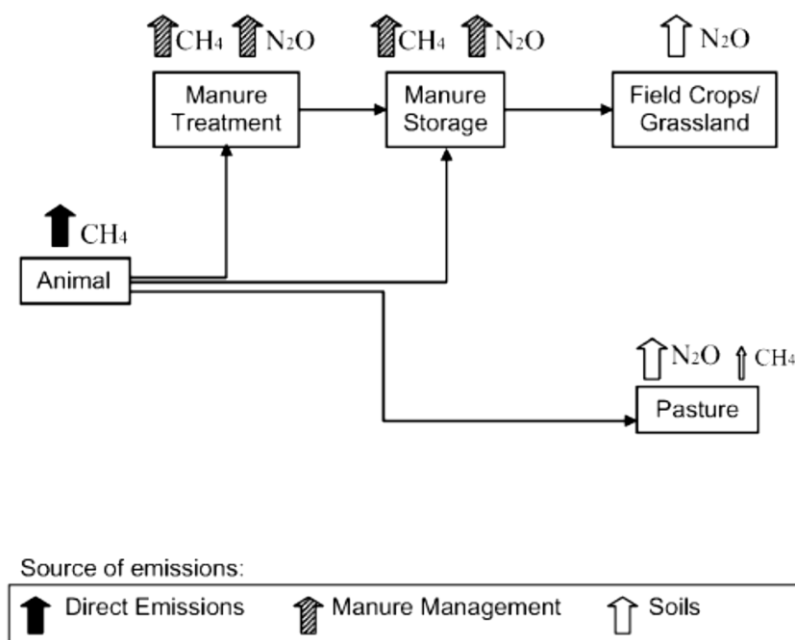 CH₄ N₂O CH₄ N₂O N₂O
Manure
Treatment
Manure
Storage
Field Crops/
Grassland
CH₄
Animal
N₂O CH₄
Pasture
Source of emissions:
Direct Emissions Manure Management Soils